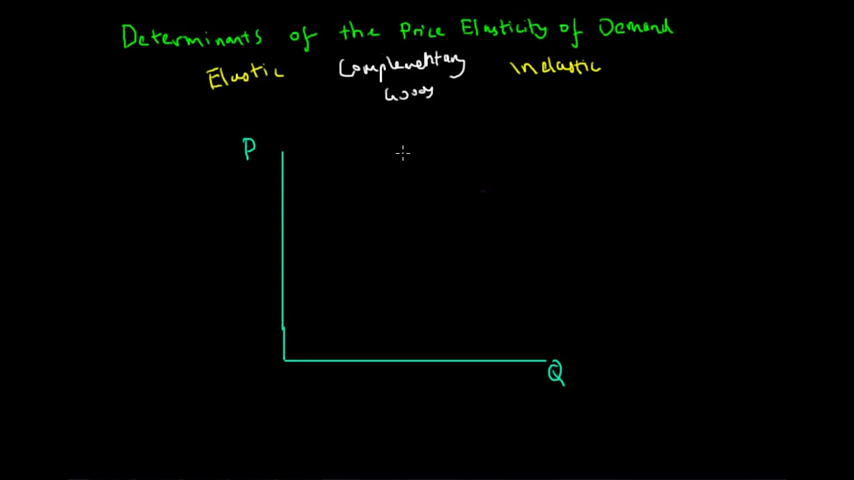 Determinants of the Price Elasticity of Demand
Elastic Complementary Inelastic
Goods
P
Q